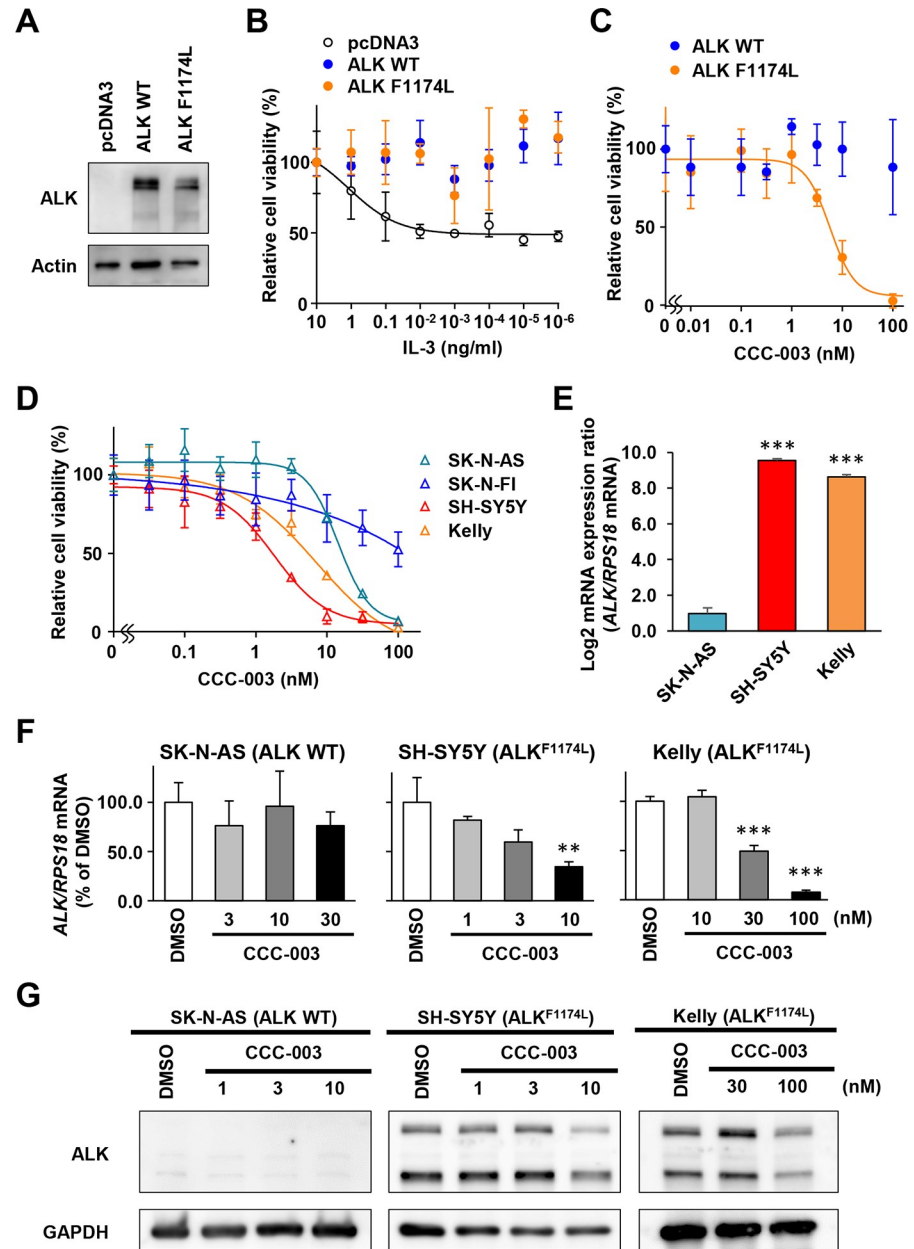 A
pcDNA3
ALK WT
ALK F1174L
ALK
Actin
B
pcDNA3
ALK WT
ALK F1174L
Relative cell viability (%)
100
50
0
10 1 0.1 10-2 10-3 10-4 10-5 10-6
IL-3 (ng/ml)
C
ALK WT
ALK F1174L
Relative cell viability (%)
100
50
0
0 0.01 0.1 1 10 100
CCC-003 (nM)
D
Relative cell viability (%)
100
50
0
0 0.1 1 10 100
CCC-003 (nM)
SK-N-AS
SK-N-FI
SH-SY5Y
Kelly
E
Log2 mRNA expression ratio
(ALK/RPS18 mRNA)
10.0
8.0
6.0
4.0
2.0
0.0
***
***
SK-N-AS
SH-SY5Y
Kelly
F
ALK/RPS18 mRNA
(% of DMSO)
SK-N-AS (ALK WT)
100.0
50.0
0.0
DMSO
3 10 30
CCC-003
SH-SY5Y (ALKF1174L)
**
DMSO
1 3 10
CCC-003
Kelly (ALKF1174L)
***
***
DMSO
10 30 100 (nM)
CCC-003
G
SK-N-AS (ALK WT)
DMSO
CCC-003
1 3 10
SH-SY5Y (ALKF1174L)
DMSO
CCC-003
1 3 10
Kelly (ALKF1174L)
DMSO
CCC-003
30 100 (nM)
ALK
GAPDH